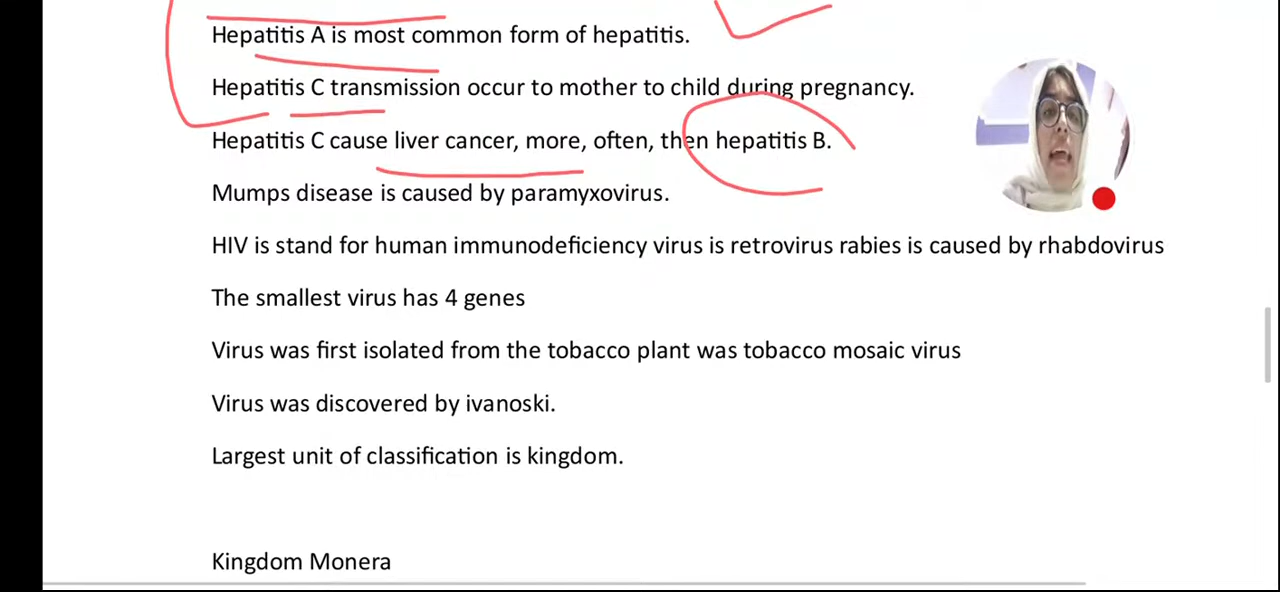 Hepatitis A is most common form of hepatitis.
Hepatitis C transmission occur to mother to child during pregnancy.
Hepatitis C cause liver cancer, more, often, then hepatitis B.
Mumps disease is caused by paramyxovirus.
HIV is stand for human immunodeficiency virus is retrovirus rabies is caused by rhabdovirus
The smallest virus has 4 genes
Virus was first isolated from the tobacco plant was tobacco mosaic virus
Virus was discovered by ivanoski.
Largest unit of classification is kingdom.
Kingdom Monera